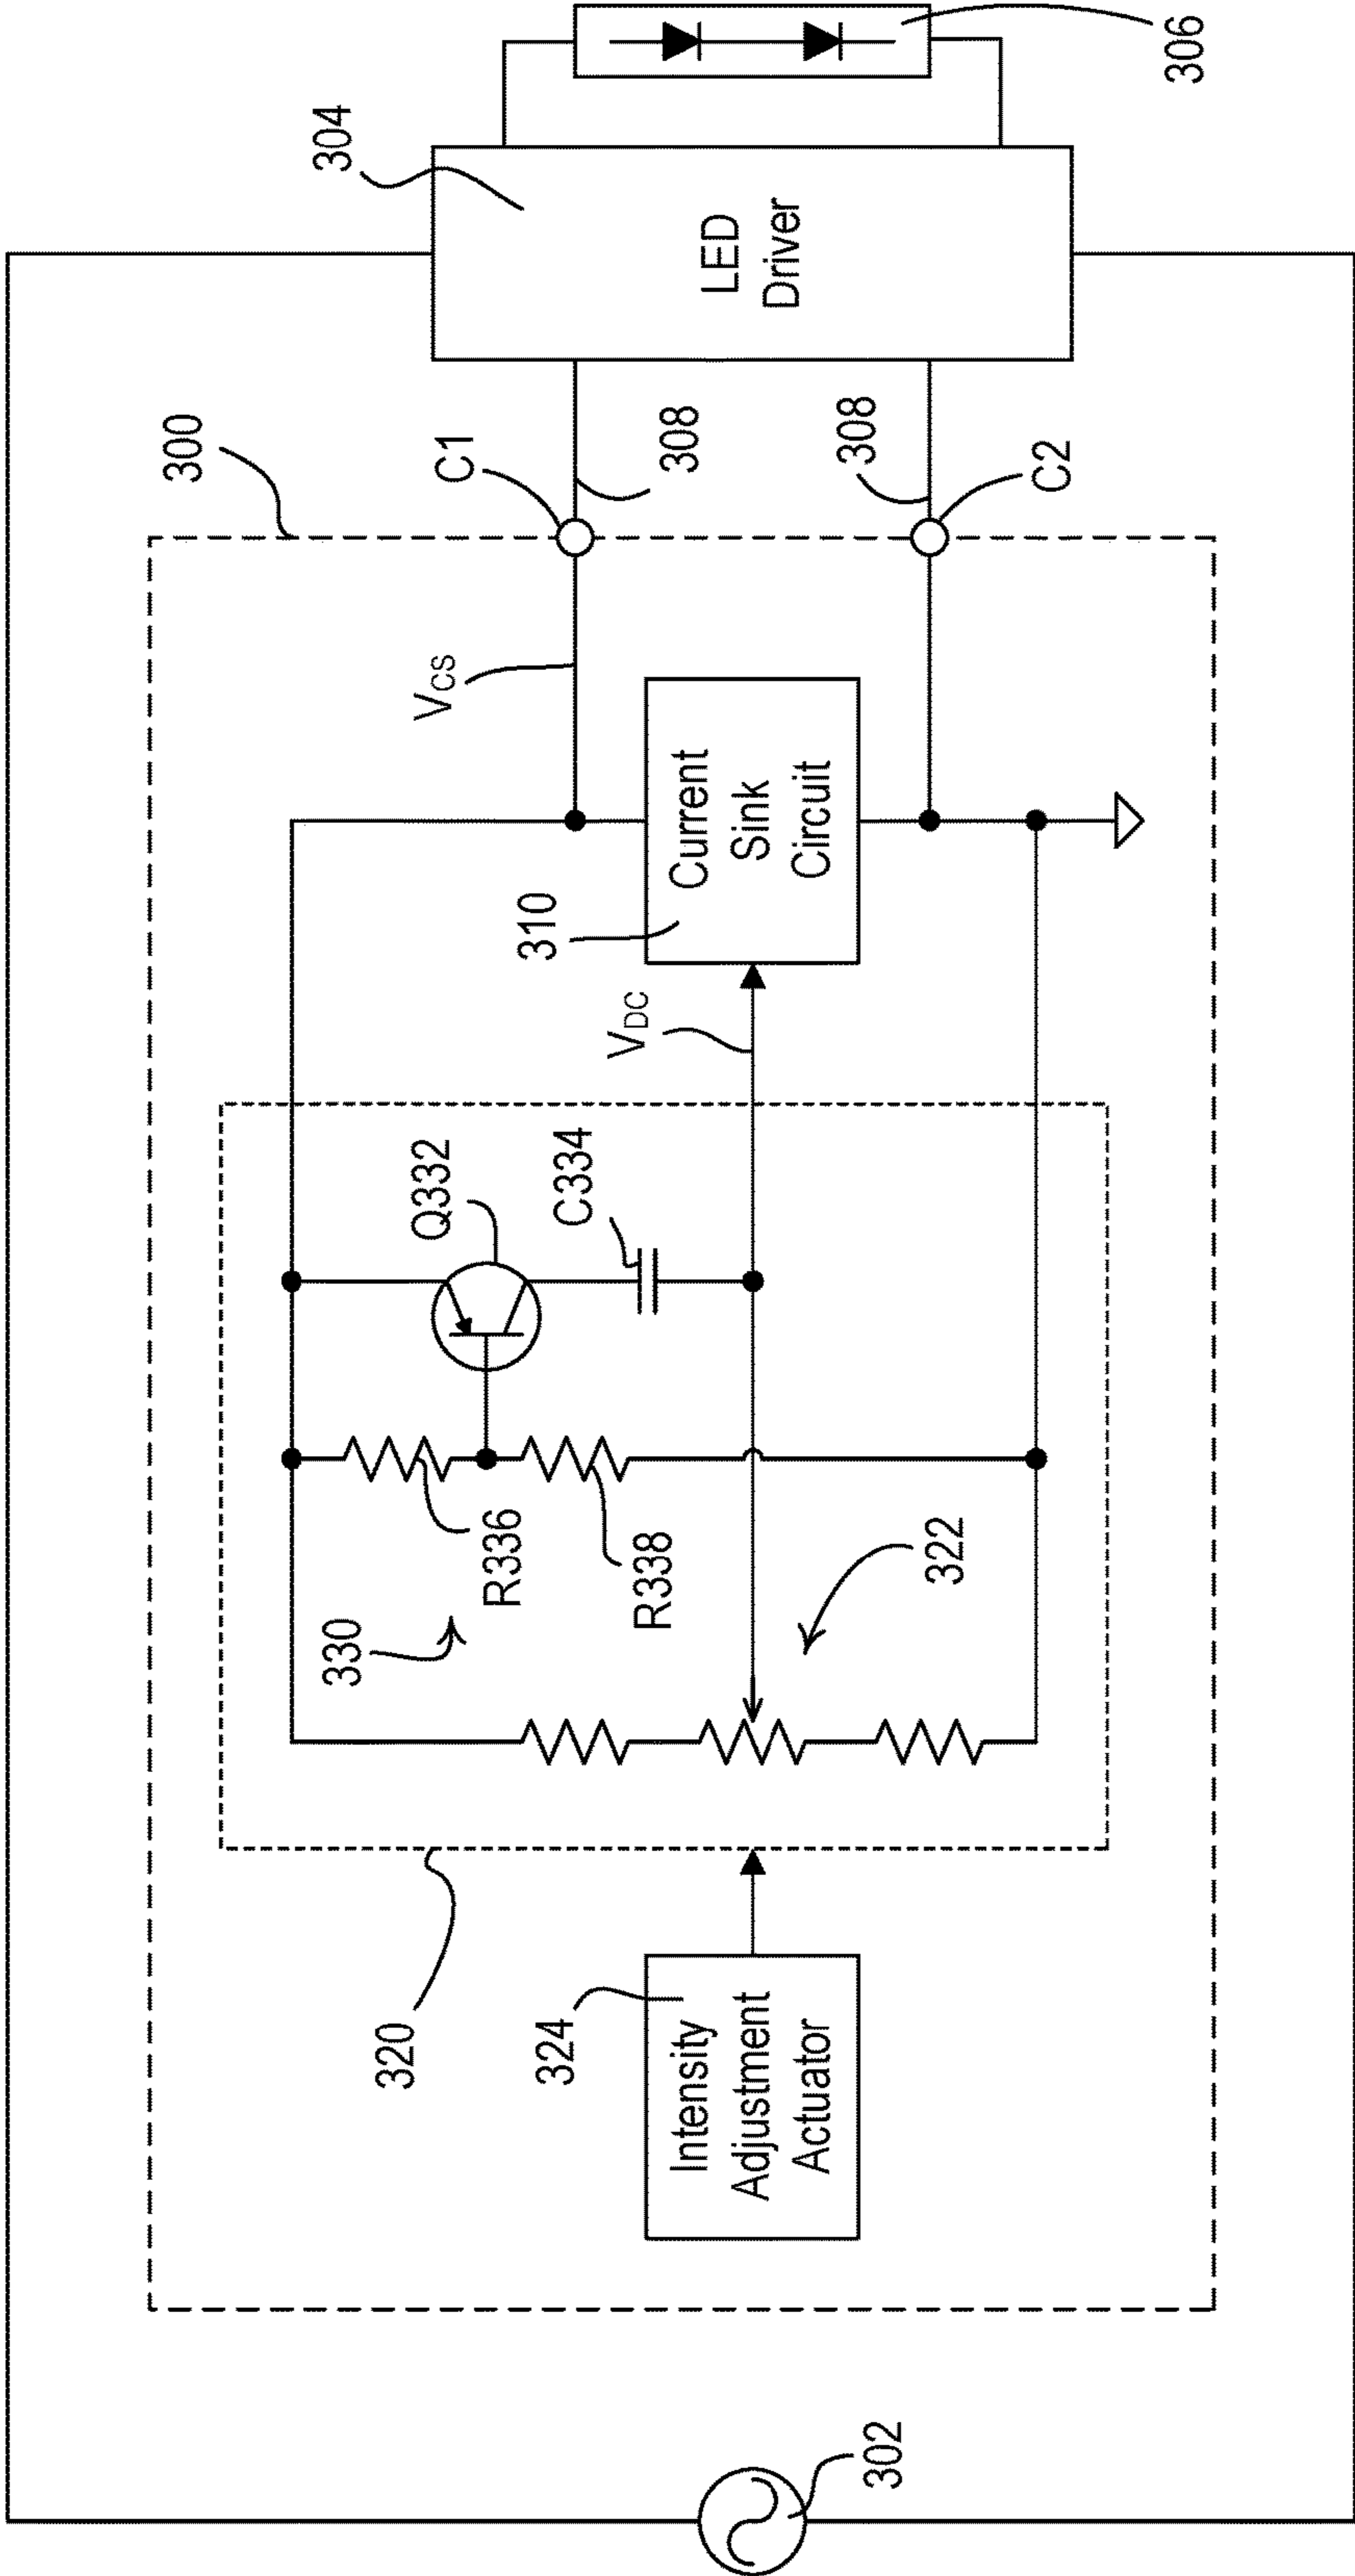 304
LED
Driver
306
300
C1
308
308
C2
VCS
310
Current
Sink
Circuit
VDC
Q332
C334
R336
R338
330
322
320
324
Intensity
Adjustment
Actuator
302